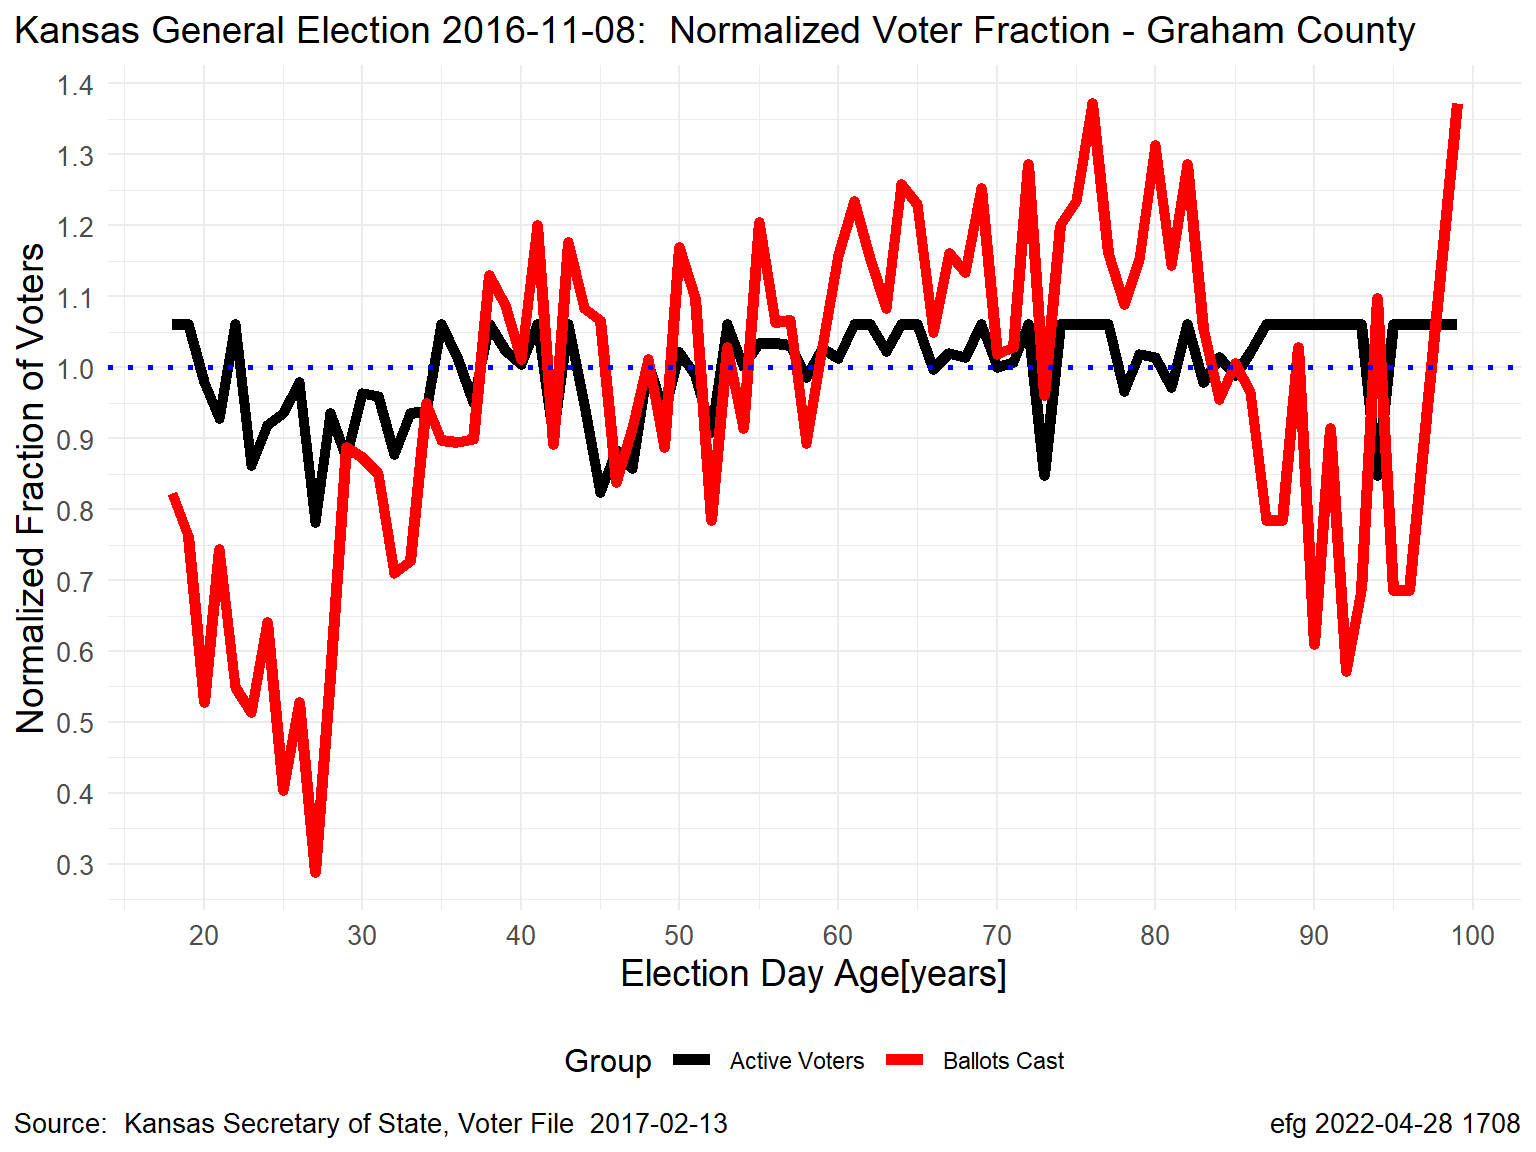 Kansas General Election 2016-11-08:  Normalized Voter Fraction - Graham County
Normalized Fraction of Voters
1.4
1.3
1.2
1.1
1.0
0.9
0.8
0.7
0.6
0.5
0.4
0.3
20 30 40 50 60 70 80 90 100
Election Day Age[years]
Group Active Voters Ballots Cast
Source:  Kansas Secretary of State, Voter File  2017-02-13
efg 2022-04-28 1708